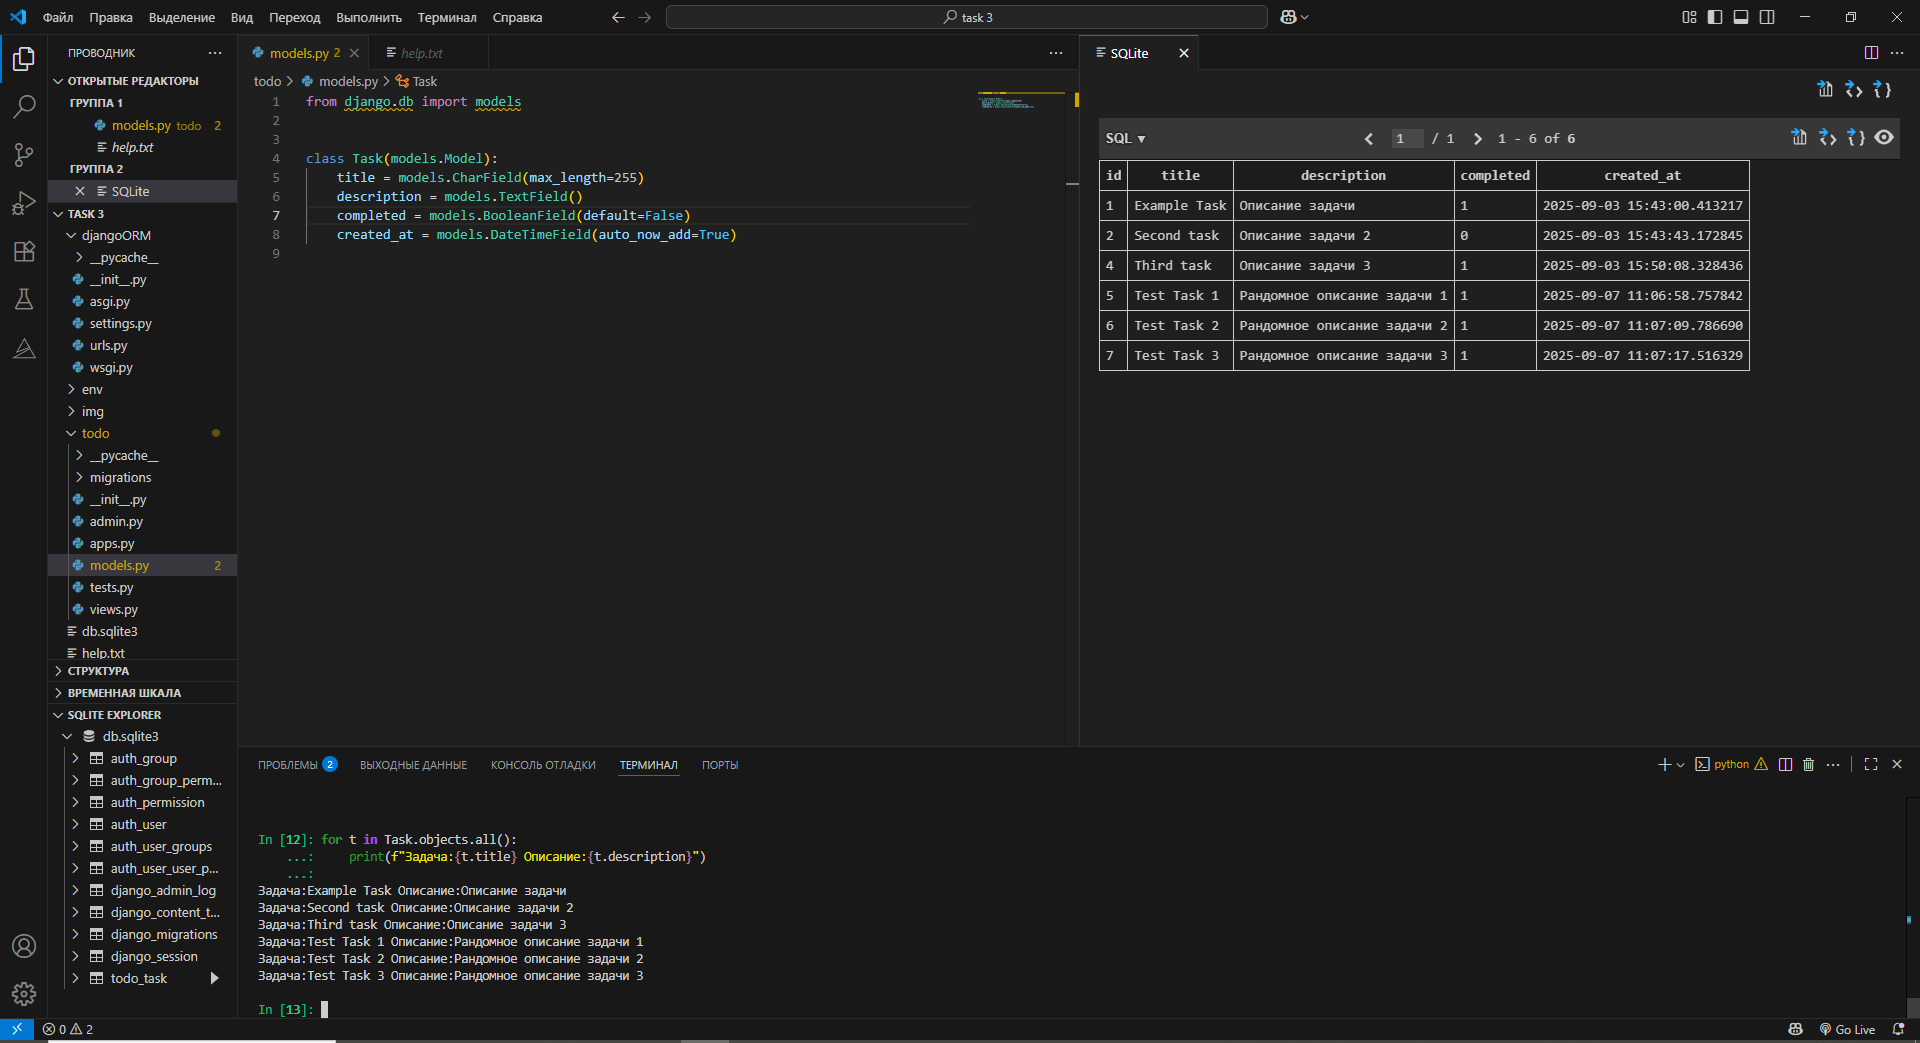 Файл Правка Выделение Вид Переход Выполнить Терминал Справка
task 3
ПРОВОДНИК
ОТКРЫТЫЕ РЕДАКТОРЫ
ГРУППА 1
models.py todo 2
help.txt
ГРУППА 2
SQLite
TASK 3
djangoORM
__pycache__
__init__.py
asgi.py
settings.py
urls.py
wsgi.py
env
img
todo
__pycache__
migrations
__init__.py
admin.py
apps.py
models.py 2
tests.py
views.py
db.sqlite3
help.txt
СТРУКТУРА
ВРЕМЕННАЯ ШКАЛА
SQLITE EXPLORER
db.sqlite3
auth_group
auth_group_perm...
auth_permission
auth_user
auth_user_groups
auth_user_user_p...
django_admin_log
django_content_t...
django_migrations
django_session
todo_task
models.py 2
help.txt
todo > models.py > Task
1 from django.db import models
2
3
4 class Task(models.Model):
5 title = models.CharField(max_length=255)
6 description = models.TextField()
7 completed = models.BooleanField(default=False)
8 created_at = models.DateTimeField(auto_now_add=True)
9
SQLite
SQL 1 / 1 1 - 6 of 6
id title description completed created_at
1 Example Task Описание задачи 1 2025-09-03 15:43:00.413217
2 Second task Описание задачи 2 0 2025-09-03 15:43:43.172845
4 Third task Описание задачи 3 1 2025-09-03 15:50:08.328436
5 Test Task 1 Рандомное описание задачи 1 1 2025-09-07 11:06:58.757842
6 Test Task 2 Рандомное описание задачи 2 1 2025-09-07 11:07:09.786690
7 Test Task 3 Рандомное описание задачи 3 1 2025-09-07 11:07:17.516329
ПРОБЛЕМЫ 2 ВЫХОДНЫЕ ДАННЫЕ КОНСОЛЬ ОТЛАДКИ ТЕРМИНАЛ ПОРТЫ
python
In [12]: for t in Task.objects.all():
...: print(f"Задача:{t.title} Описание:{t.description}")
...:
Задача:Example Task Описание:Описание задачи
Задача:Second task Описание:Описание задачи 2
Задача:Third task Описание:Описание задачи 3
Задача:Test Task 1 Описание:Рандомное описание задачи 1
Задача:Test Task 2 Описание:Рандомное описание задачи 2
Задача:Test Task 3 Описание:Рандомное описание задачи 3
In [13]:
0 2
Go Live